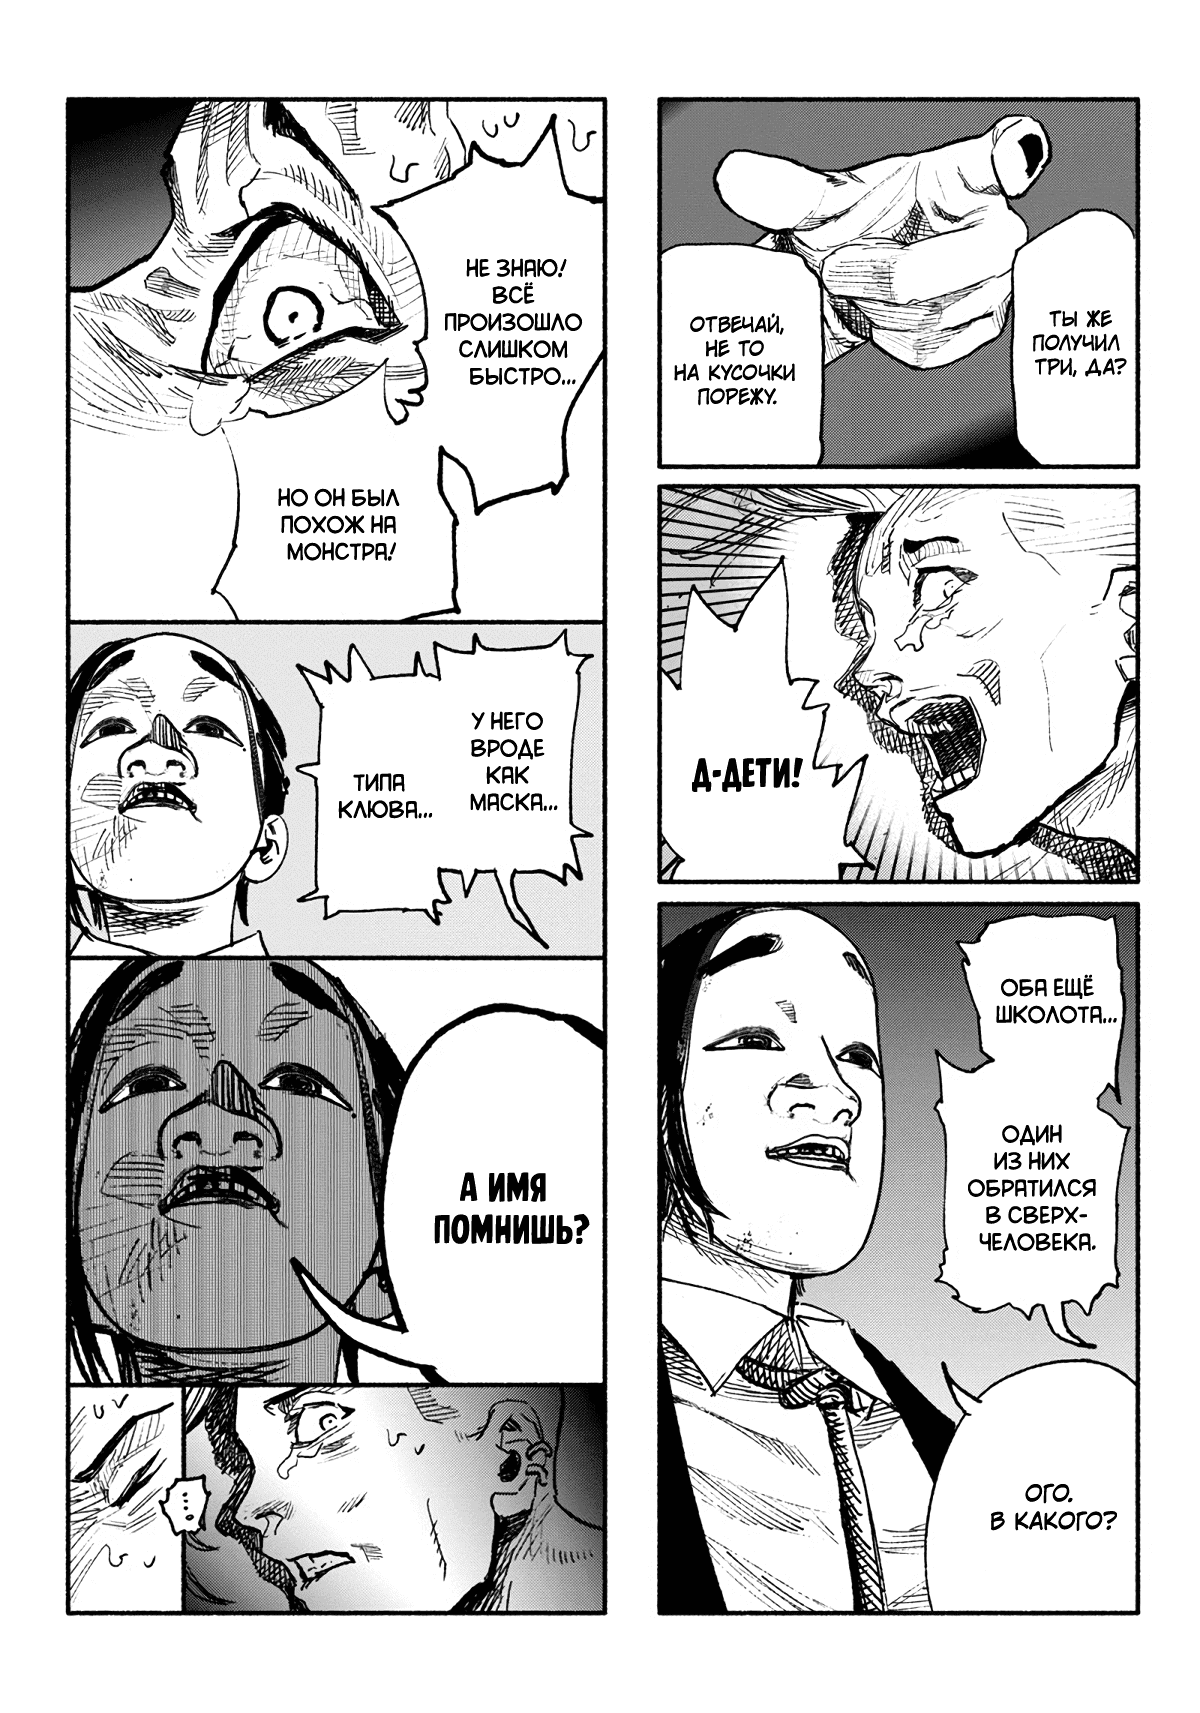 ТЫ ЖЕ
ПОЛУЧИЛ
ТРИ, ДА?
ОТВЕЧАЙ,
НЕ ТО
НА КУСОЧКИ
ПОРЕЖУ.
Д-ДЕТИ!
ОБА ЕЩЁ
ШКОЛОТА...
ОДИН
ИЗ НИХ
ОБРАТИЛСЯ
В СВЕРХ-
ЧЕЛОВЕКА.
ОГО.
В КАКОГО?
НЕ ЗНАЮ!
ВСЁ
ПРОИЗОШЛО
СЛИШКОМ
БЫСТРО...
НО ОН БЫЛ
ПОХОЖ НА
МОНСТРА!
У НЕГО
ВРОДЕ
КАК
МАСКА...
ТИПА
КЛЮВА...
А ИМЯ
ПОМНИШЬ?
...